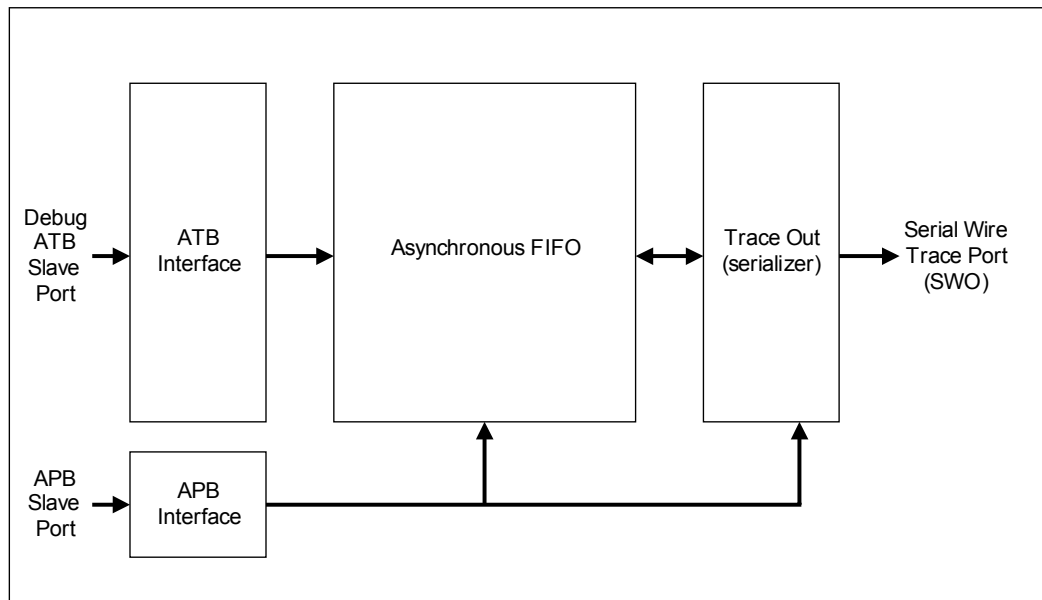 Debug
ATB
Slave
Port
ATB
Interface
Asynchronous FIFO
Trace Out
(serializer)
Serial Wire
Trace Port
(SWO)
APB
Slave
Port
APB
Interface